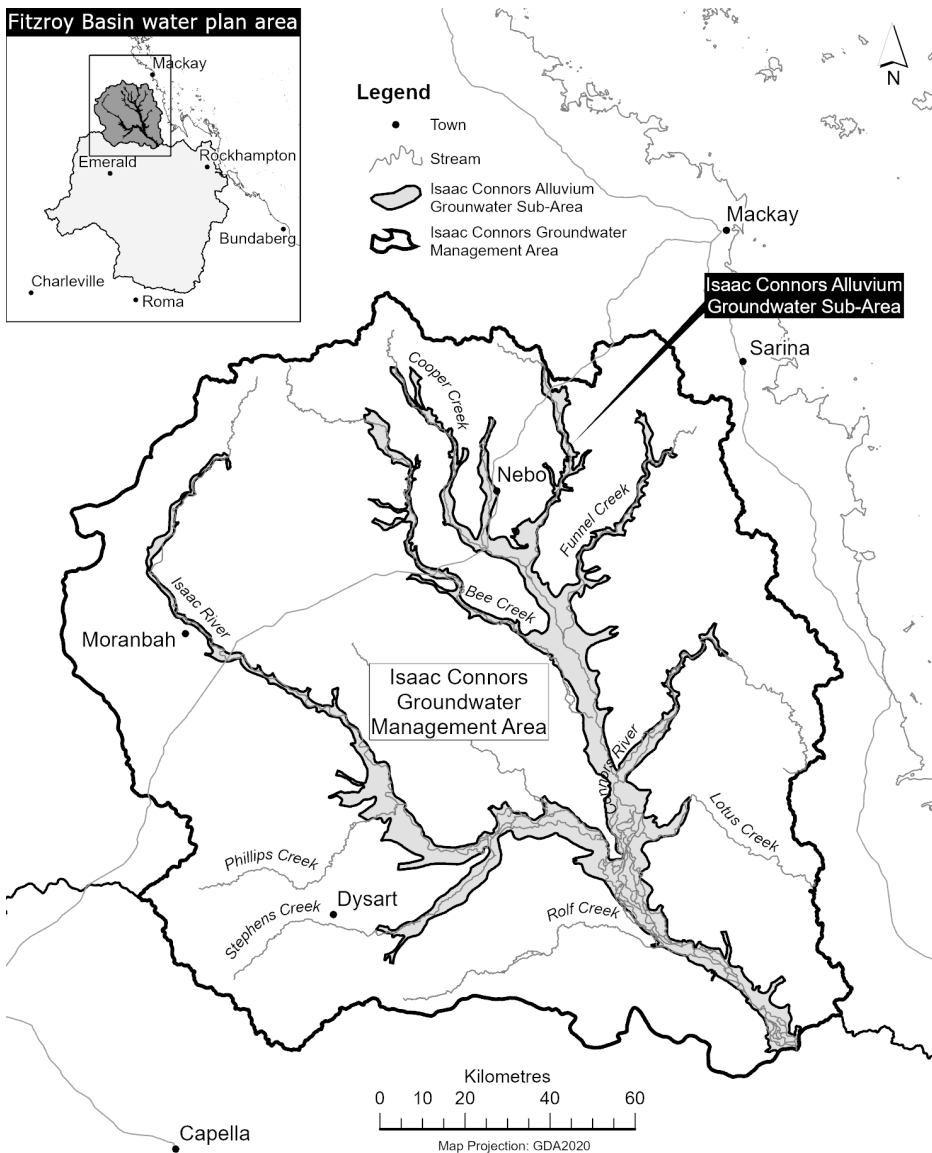 Fitzroy Basin water plan area
Mackay
Emerald
Rockhampton
Bundaberg
Charleville
Roma
N
Legend
Town
Stream
Isaac Connors Alluvium
Grounwater Sub-Area
Isaac Connors Groundwater
Management Area
Mackay
Isaac Connors Alluvium
Groundwater Sub-Area
Sarina
Cooper Creek
Nebo
Funnel Creek
Isaac River
Bee Creek
Moranbah
Isaac Connors
Groundwater
Management Area
Connors River
Lotus Creek
Phillips Creek
Dysart
Stephens Creek
Rolf Creek
Kilometres
0 10 20 40 60
Map Projection: GDA2020
Capella